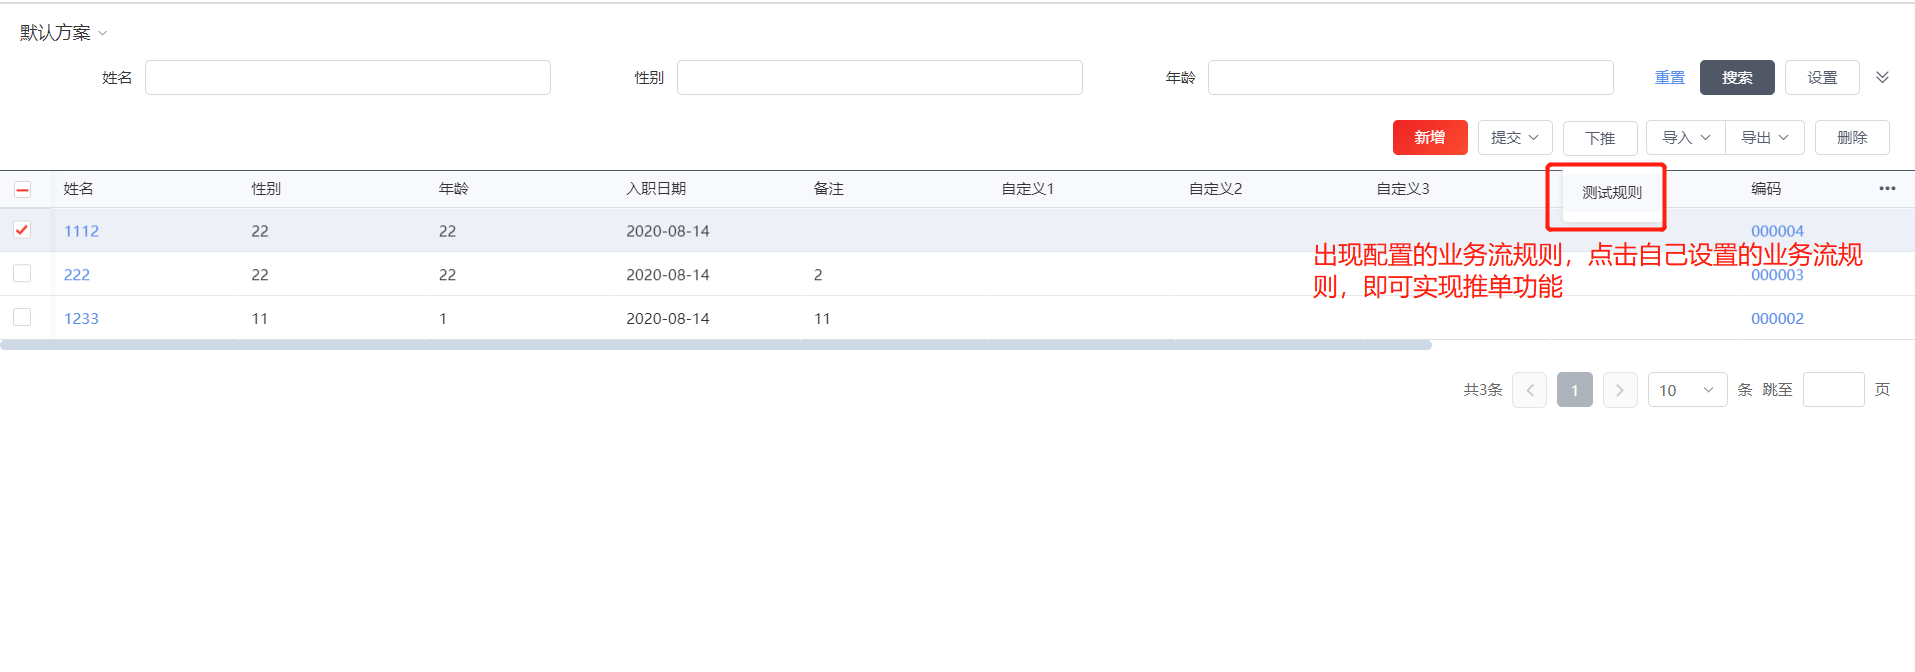 默认方案
姓名 性别 年龄 重置 搜索 设置
新增 提交 下推 导入 导出 删除
姓名 性别 年龄 入职日期 备注 自定义1 自定义2 自定义3 测试规则 编码 •••
1112 22 22 2020-08-14 000004
出现配置的业务流规则，点击自己设置的业务流规
222 22 22 2020-08-14 2 000003
则，即可实现推单功能
1233 11 1 2020-08-14 11 000002
共3条 1 10 条 跳至 页